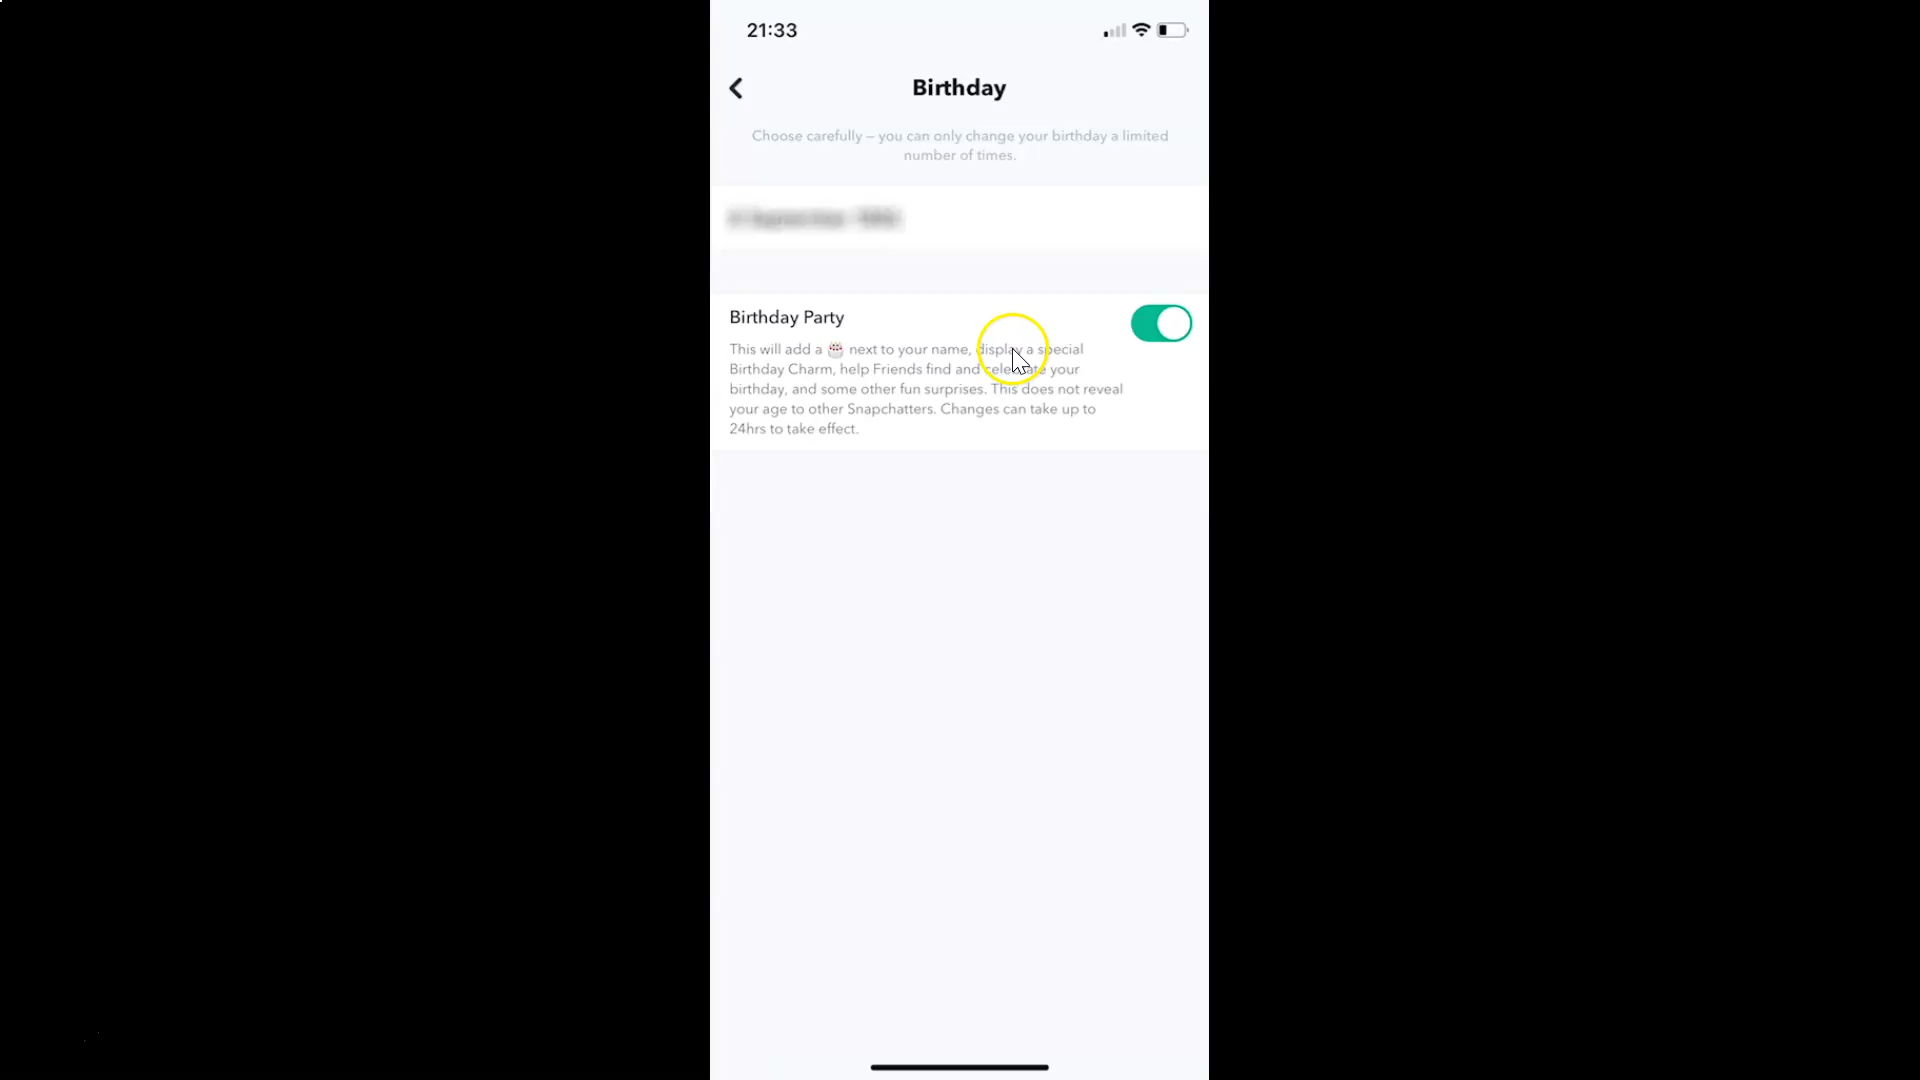 21:33
Birthday
Choose carefully – you can only change your birthday a limited
number of times.
Birthday Party
This will add a 🎂 next to your name, display a special
Birthday Charm, help Friends find and celebrate your
birthday, and some other fun surprises. This does not reveal
your age to other Snapchatters. Changes can take up to
24hrs to take effect.